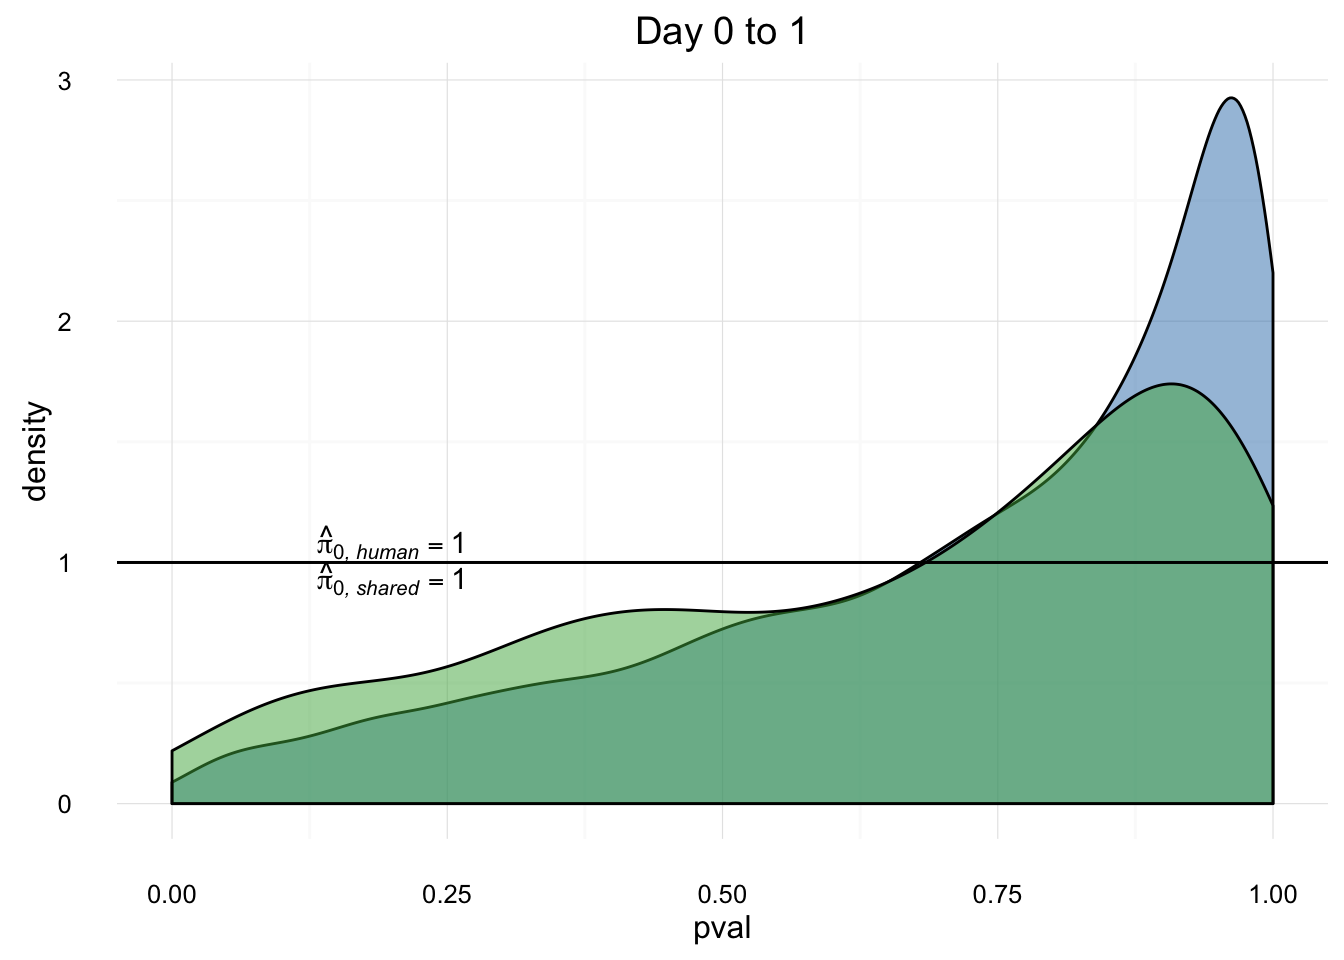 Day 0 to 1
3
2
1
0
density
π̂0, human = 1
π̂0, shared = 1
0.00 0.25 0.50 0.75 1.00
pval